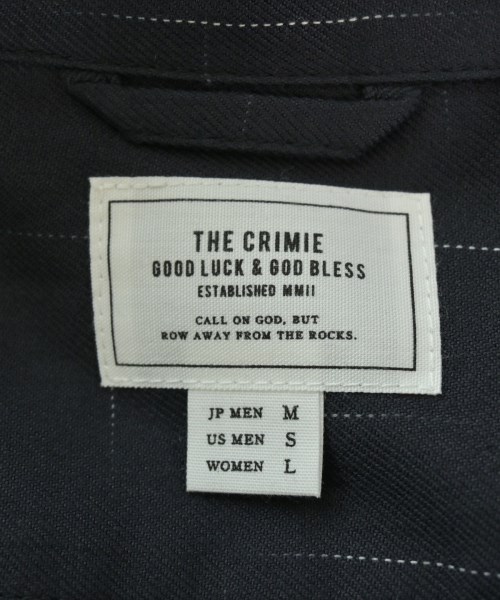 THE CRIMIE
GOOD LUCK & GOD BLESS
ESTABLISHED MMII
CALL ON GOD, BUT
ROW AWAY FROM THE ROCKS.
JP MEN M
US MEN S
WOMEN L